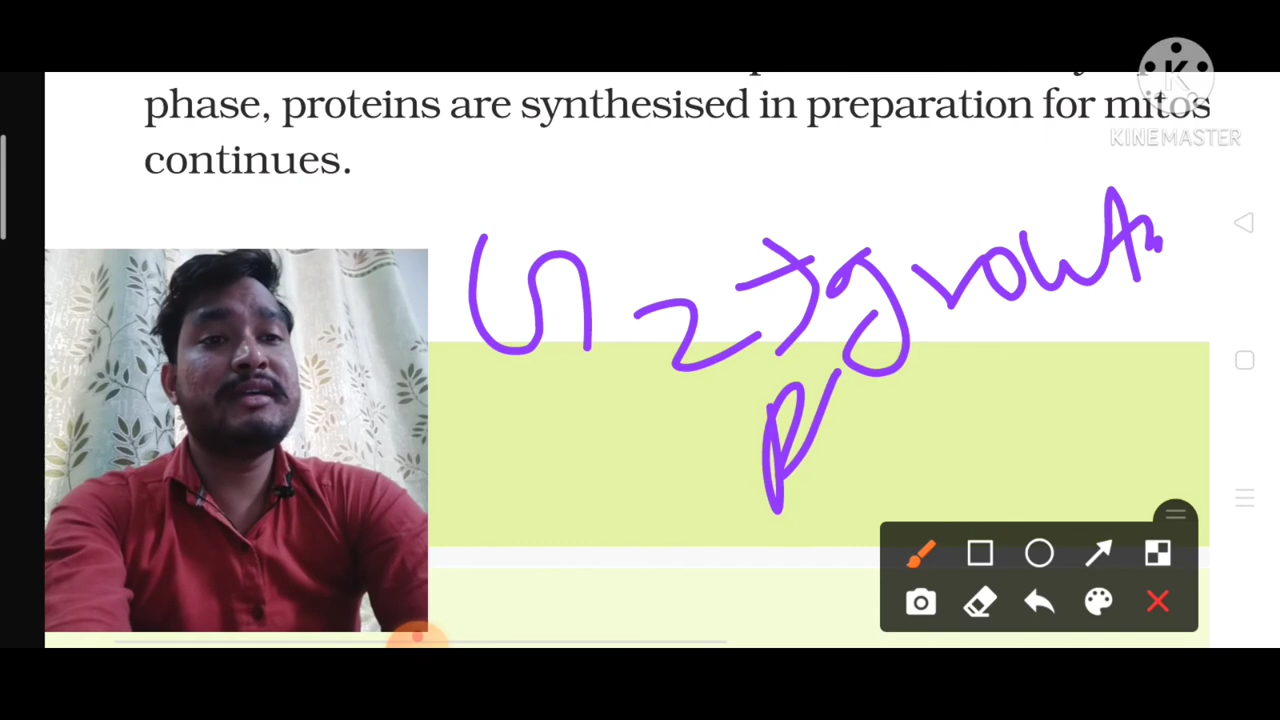 phase, proteins are synthesised in preparation for mitos
continues.
K
KINEMASTER
G2 → growth
P